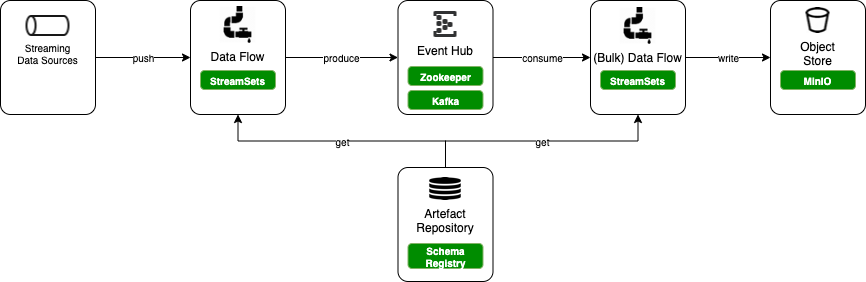 Streaming
Data Sources
push
Data Flow
StreamSets
produce
Event Hub
Zookeeper
Kafka
consume
(Bulk) Data Flow
StreamSets
write
Object
Store
MinIO
get
get
Artefact
Repository
Schema
Registry